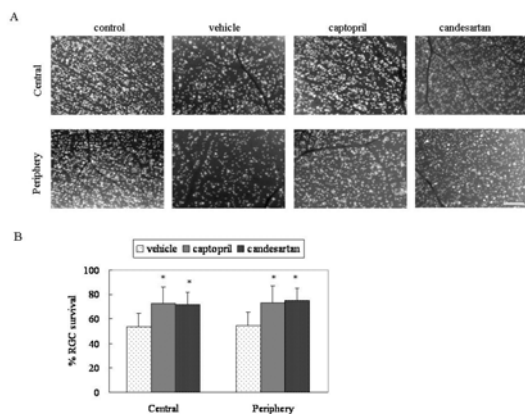 A
control vehicle captopril candesartan
Central
Periphery
B
vehicle captopril candesartan
% RGC survival
100
80
60
40
20
0
* * * *
Central Periphery